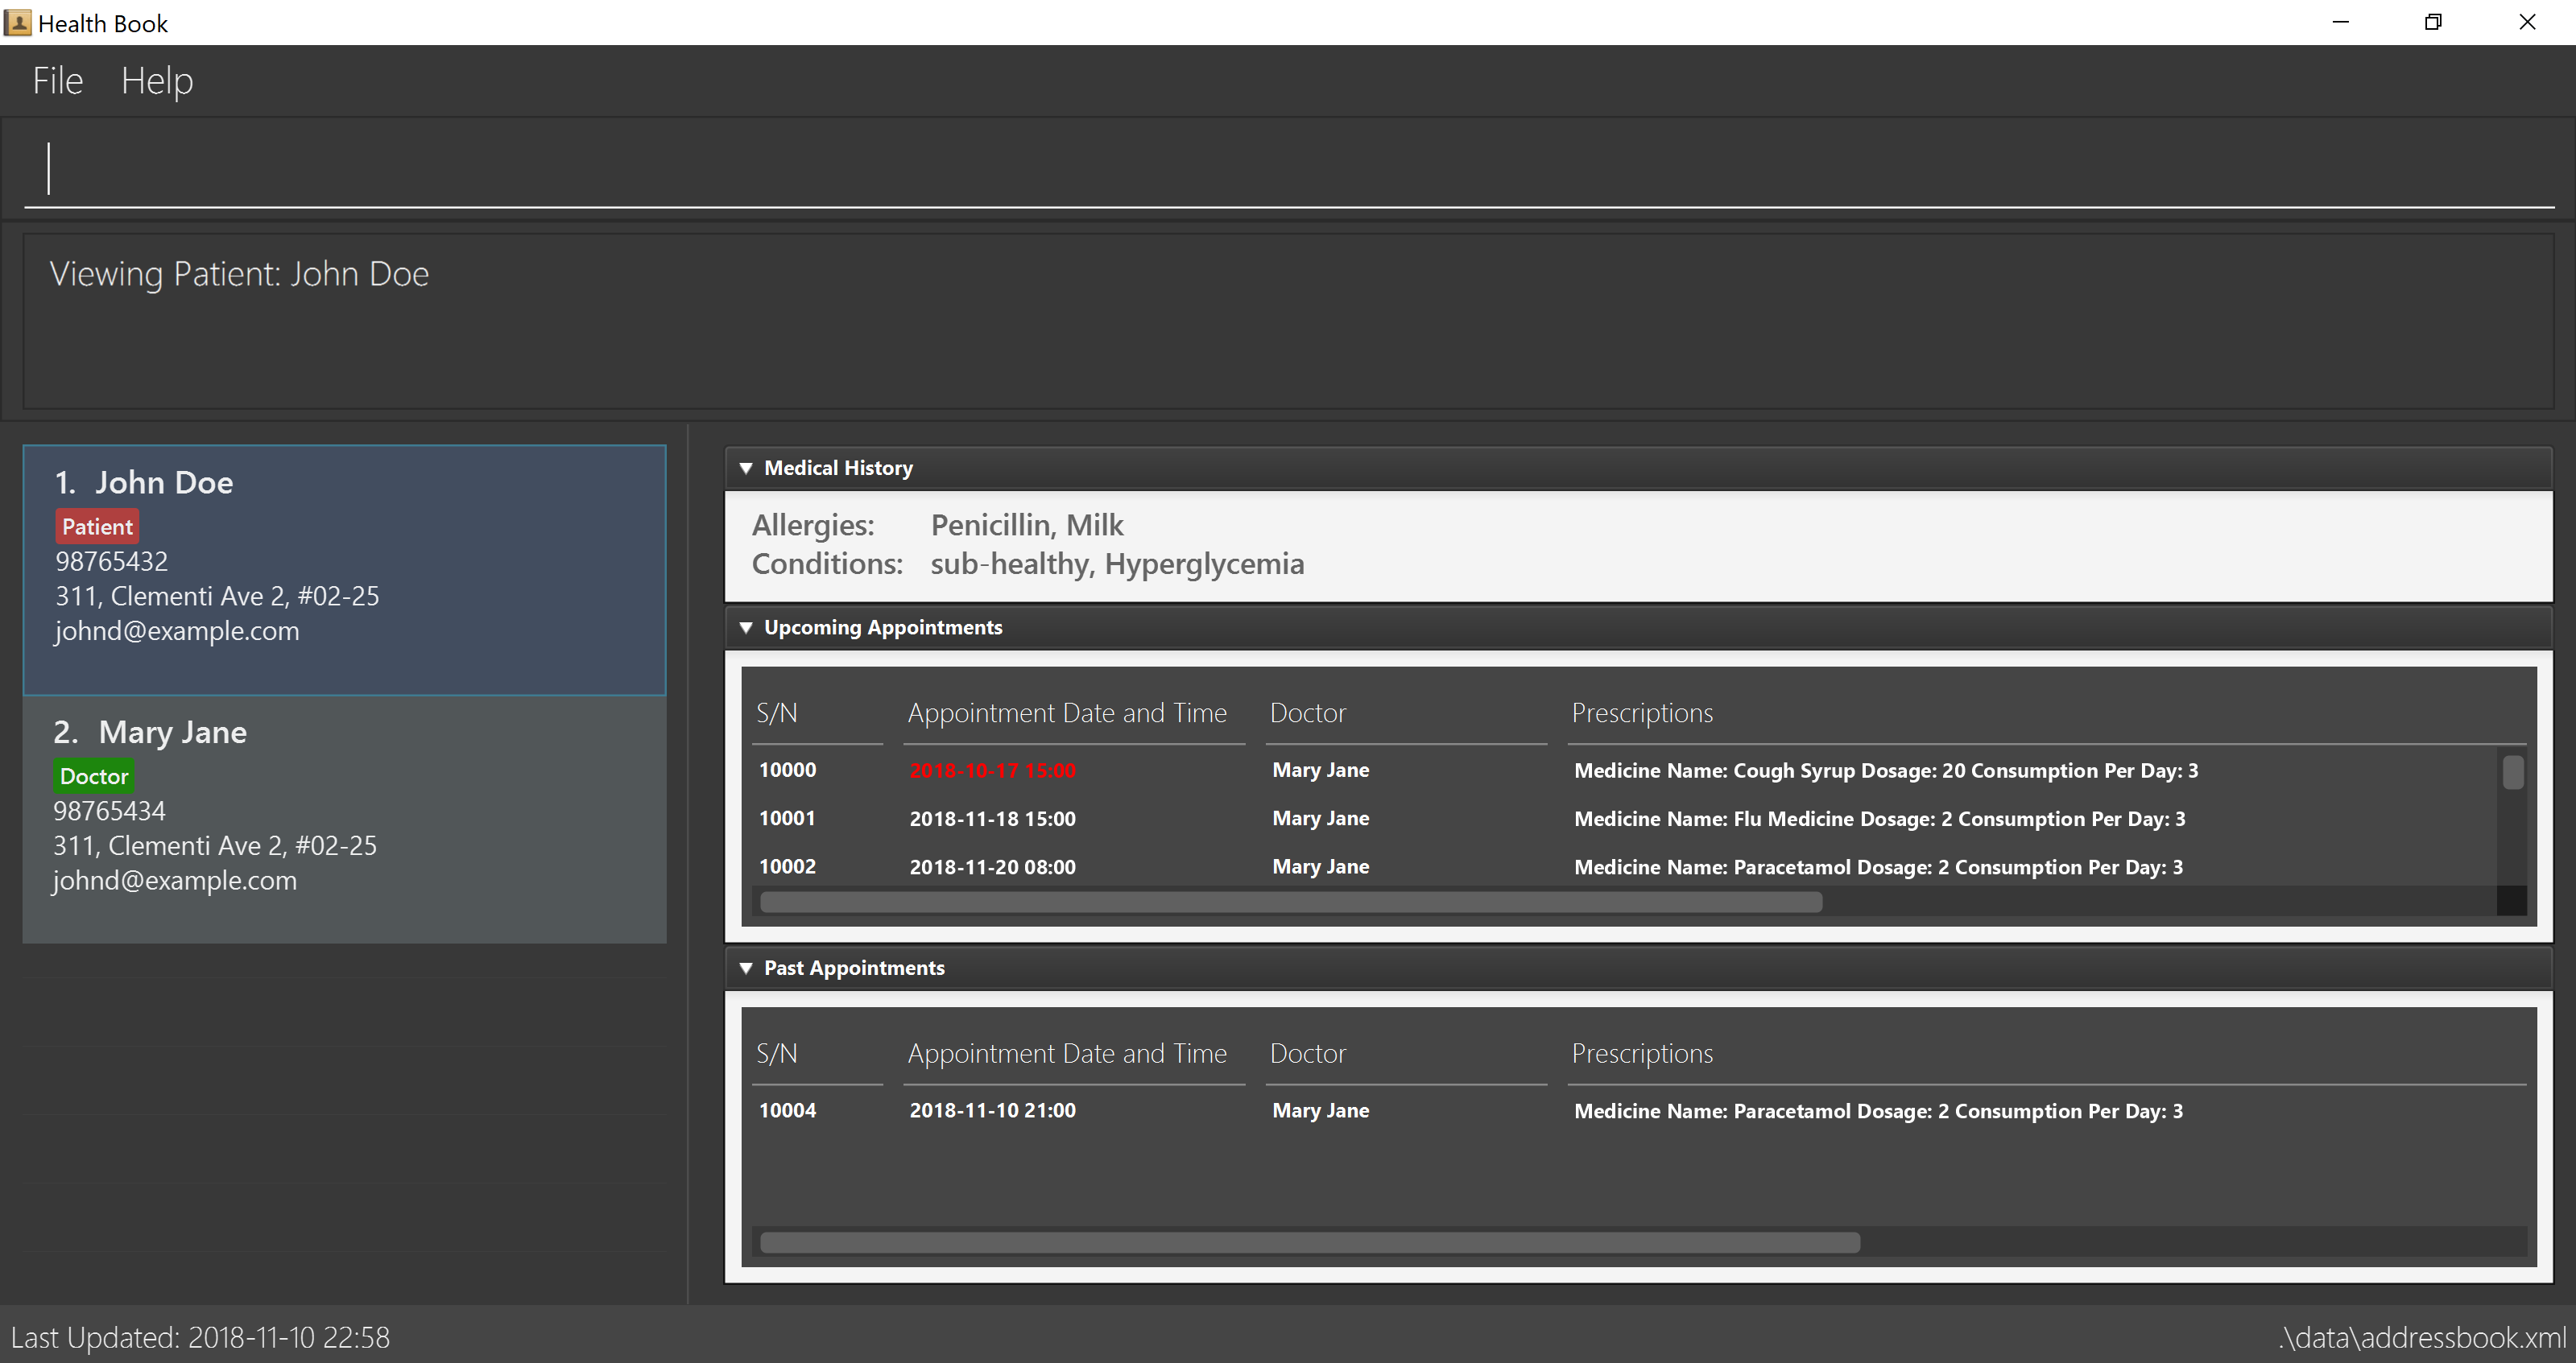 Health Book
File Help
Viewing Patient: John Doe
1. John Doe
Patient
98765432
311, Clementi Ave 2, #02-25
johnd@example.com
2. Mary Jane
Doctor
98765434
311, Clementi Ave 2, #02-25
johnd@example.com
Medical History
Allergies: Penicillin, Milk
Conditions: sub-healthy, Hyperglycemia
Upcoming Appointments
S/N Appointment Date and Time Doctor Prescriptions
10000 2018-10-17 15:00 Mary Jane Medicine Name: Cough Syrup Dosage: 20 Consumption Per Day: 3
10001 2018-11-18 15:00 Mary Jane Medicine Name: Flu Medicine Dosage: 2 Consumption Per Day: 3
10002 2018-11-20 08:00 Mary Jane Medicine Name: Paracetamol Dosage: 2 Consumption Per Day: 3
Past Appointments
S/N Appointment Date and Time Doctor Prescriptions
10004 2018-11-10 21:00 Mary Jane Medicine Name: Paracetamol Dosage: 2 Consumption Per Day: 3
Last Updated: 2018-11-10 22:58
.\data\addressbook.xml